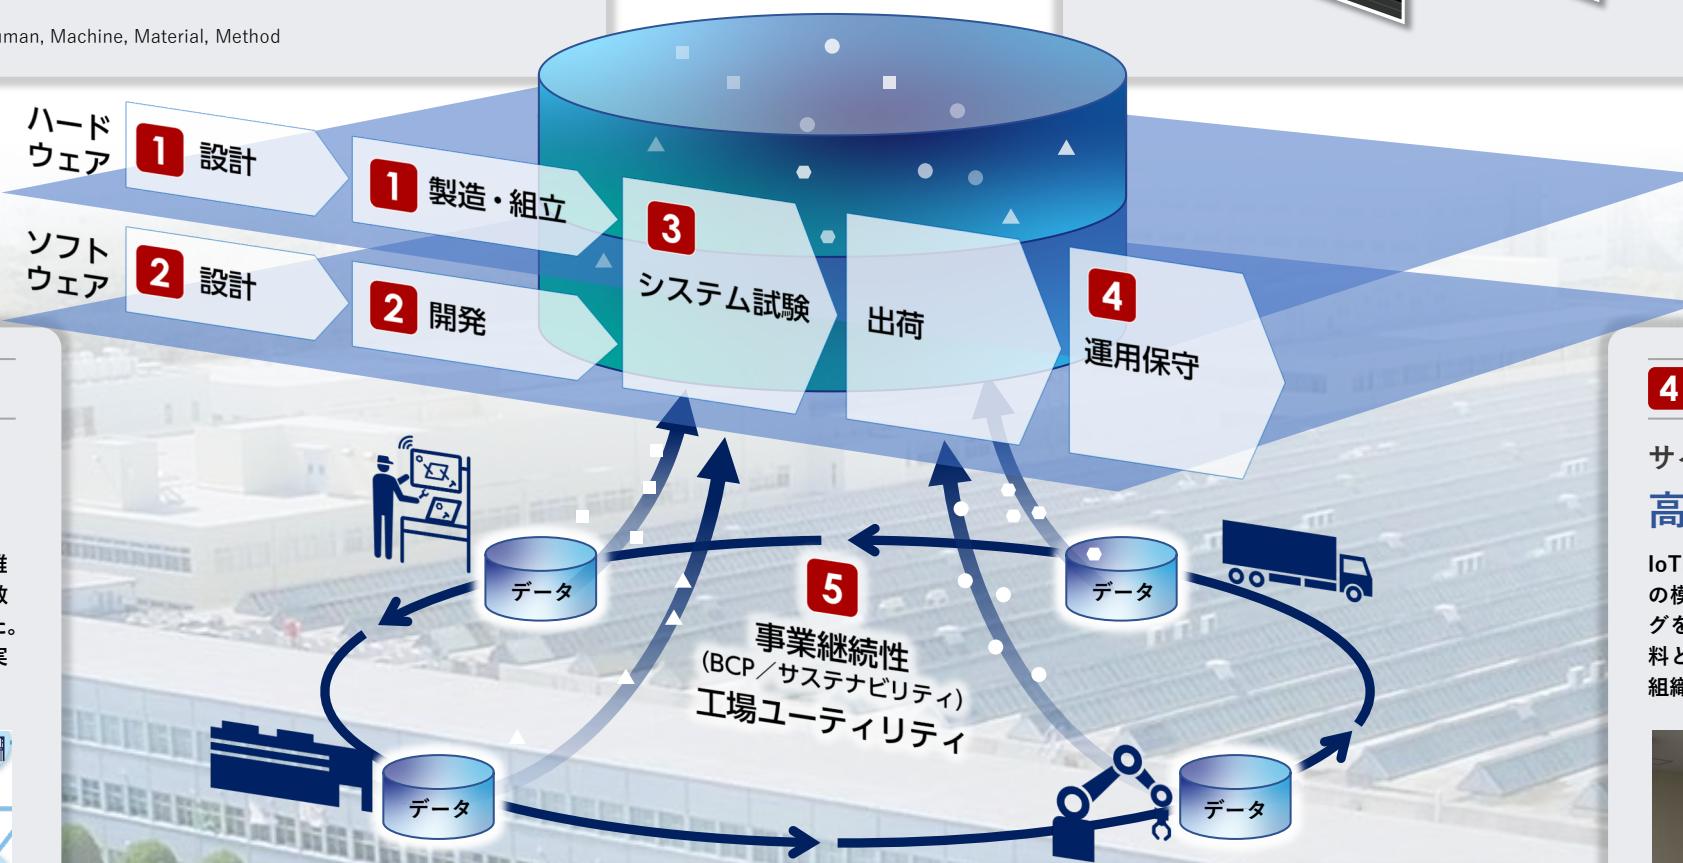 Machine, Material, Method
ハード
ウェア
1 設計
1 製造・組立
ソフト
ウェア
2 設計
2 開発
3
システム試験
出荷
4
運用保守
データ
データ
5
事業継続性
(BCP／サステナビリティ)
工場ユーティリティ
データ
データ
4
高
IoT
の模
グを
料と
組織